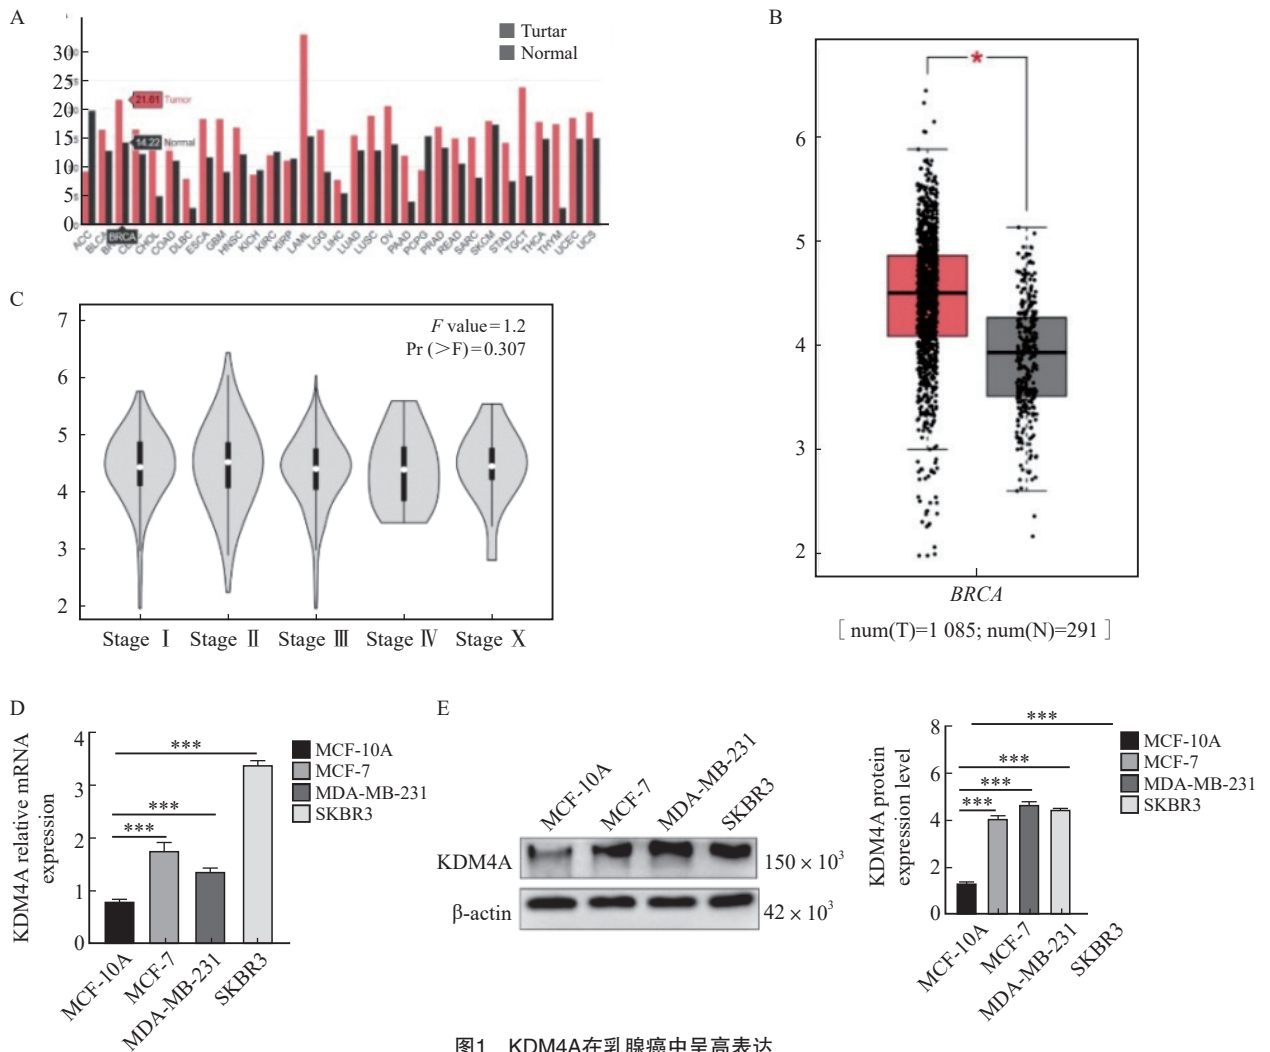 A
Turtar
Normal
30
25
20
15
10
5
0
21.61 Tumor
14.22 Normal
ACC
BLCA
BRCA
CHOL
COAD
DLBC
ESCA
GBM
HNSC
KICH
KIRC
KIRP
LAML
LGG
LIHC
LUAD
LUSC
OV
PAAD
PCPG
PRAD
READ
SARC
SKCM
STAD
TGCT
THCA
THYM
UCEC
UCS
B
*
6
5
4
3
2
BRCA
[ num(T)=1 085; num(N)=291 ]
C
F value=1.2
Pr (>F)=0.307
7
6
5
4
3
2
Stage Ⅰ
Stage Ⅱ
Stage Ⅲ
Stage Ⅳ
Stage Ⅹ
D
KDM4A relative mRNA
expression
4
3
2
1
0
***
***
***
MCF-10A
MCF-7
MDA-MB-231
SKBR3
MCF-10A
MCF-7
MDA-MB-231
SKBR3
E
MCF-10A
MCF-7
MDA-MB-231
SKBR3
KDM4A
150 × 10³
β-actin
42 × 10³
KDM4A protein
expression level
8
6
4
2
0
***
***
***
***
MCF-10A
MCF-7
MDA-MB-231
SKBR3
MCF-10A
MCF-7
MDA-MB-231
SKBR3
图1 KDM4A在乳腺癌中呈高表达